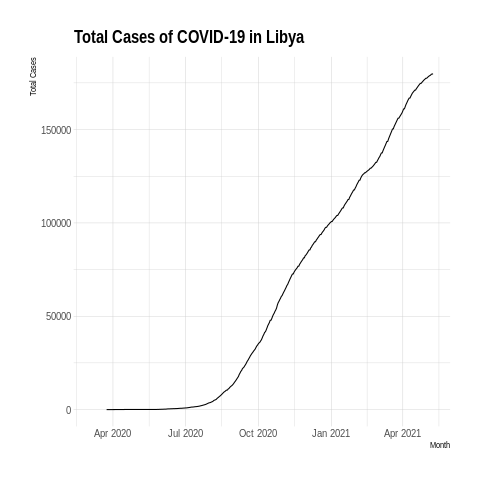 Total Cases of COVID-19 in Libya
Total Cases
150000
100000
50000
0
Apr 2020 Jul 2020 Oct 2020 Jan 2021 Apr 2021
Month